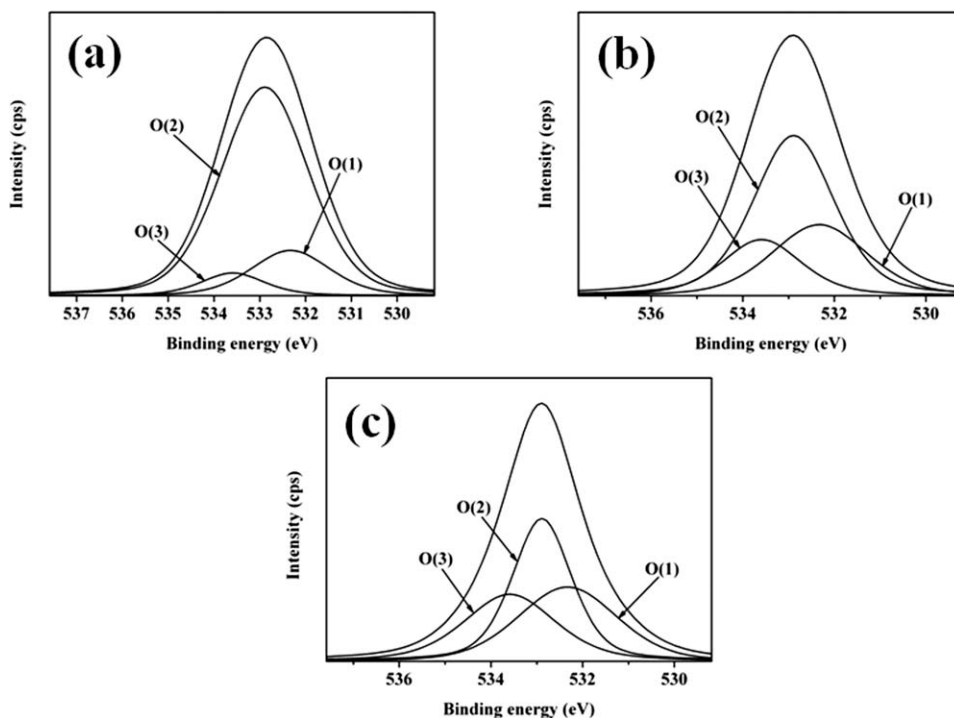 (a)
O(2)
O(1)
O(3)
Intensity (cps)
537 536 535 534 533 532 531 530
Binding energy (eV)
(b)
O(2)
O(3)
O(1)
Intensity (cps)
536 534 532 530
Binding energy (eV)
(c)
O(2)
O(3)
O(1)
Intensity (cps)
536 534 532 530
Binding energy (eV)